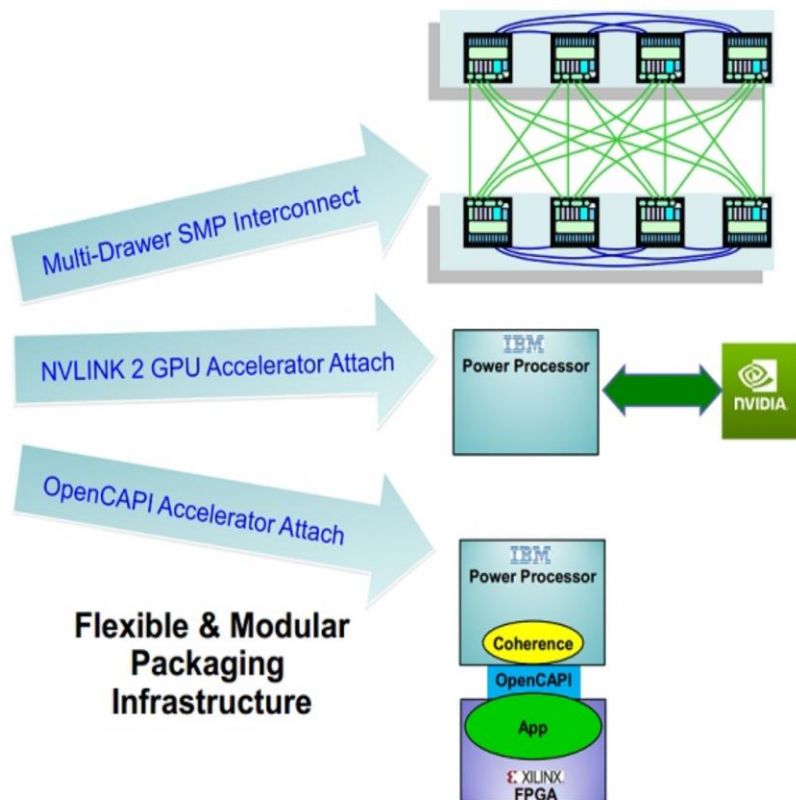 Multi-Drawer SMP Interconnect
NVLINK 2 GPU Accelerator Attach
IBM
Power Processor
NVIDIA.
OpenCAPI Accelerator Attach
IBM
Power Processor
Coherence
OpenCAPI
App
XILINX
FPGA
Flexible & Modular
Packaging
Infrastructure